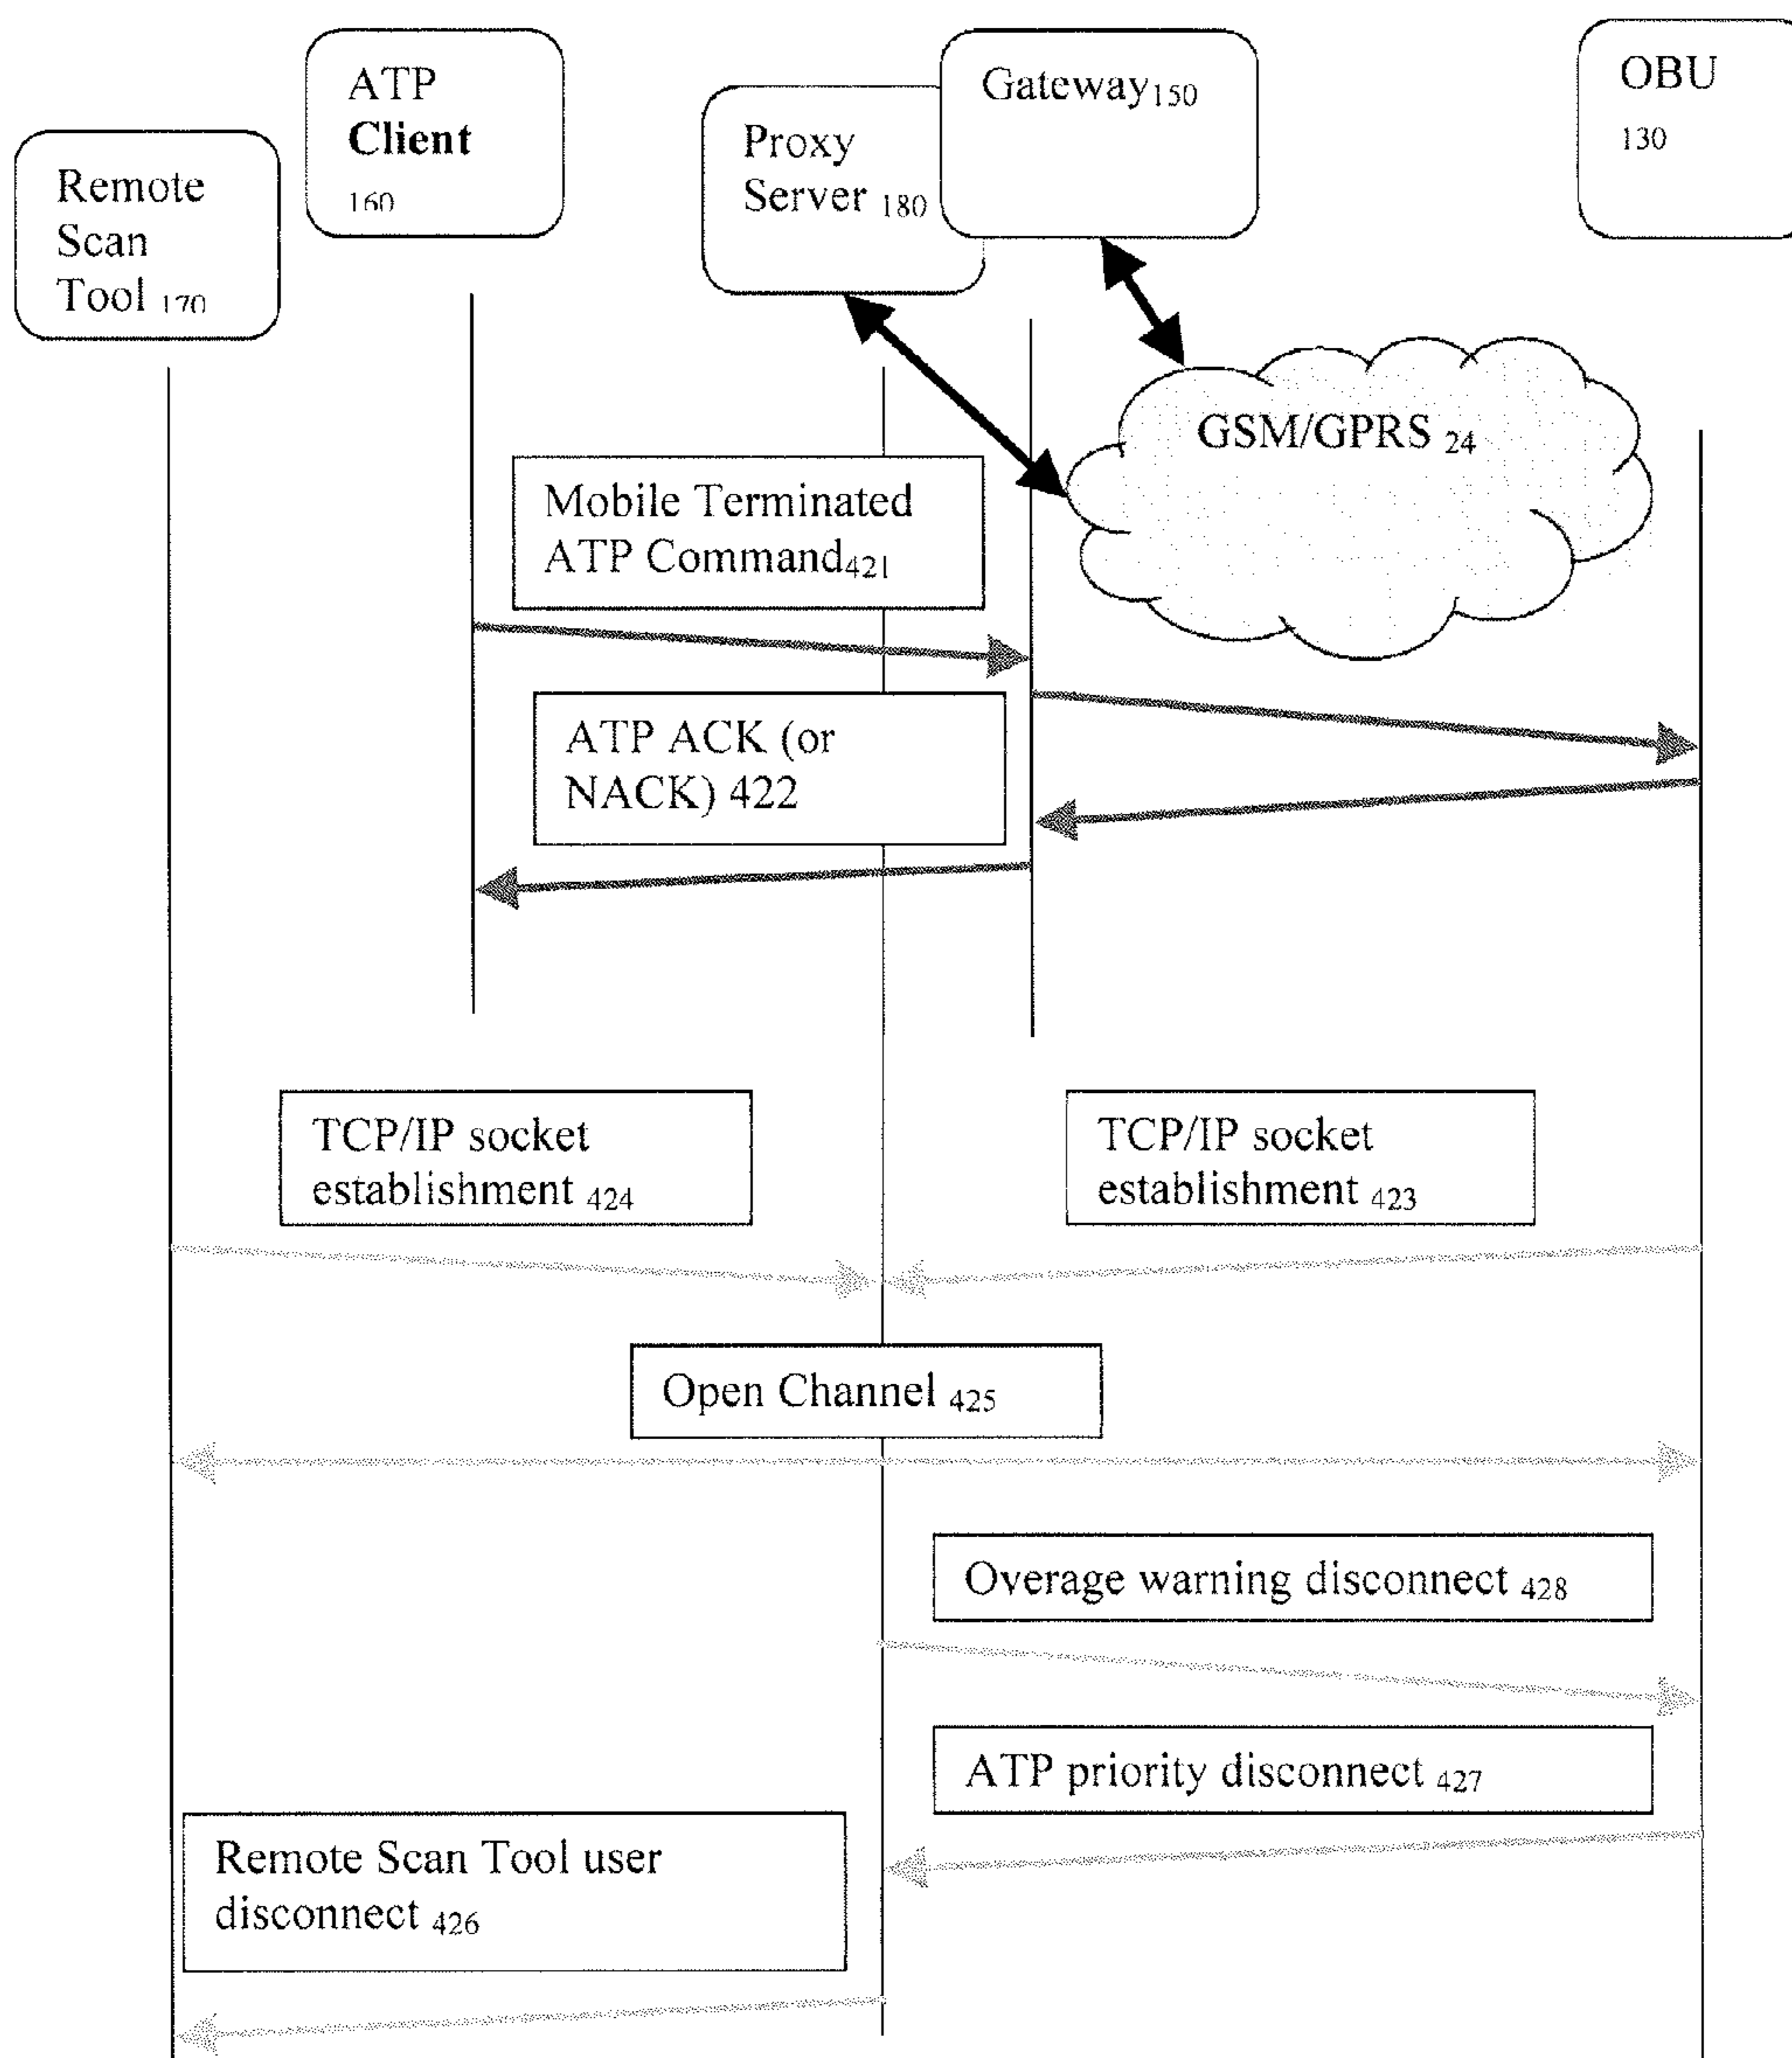 ATP
Client
160
Gateway150
OBU
130
Proxy
Server 180
Remote
Scan
Tool 170
GSM/GPRS 24
Mobile Terminated
ATP Command421
ATP ACK (or
NACK) 422
TCP/IP socket
establishment 424
TCP/IP socket
establishment 423
Open Channel 425
Overage warning disconnect 428
ATP priority disconnect 427
Remote Scan Tool user
disconnect 426